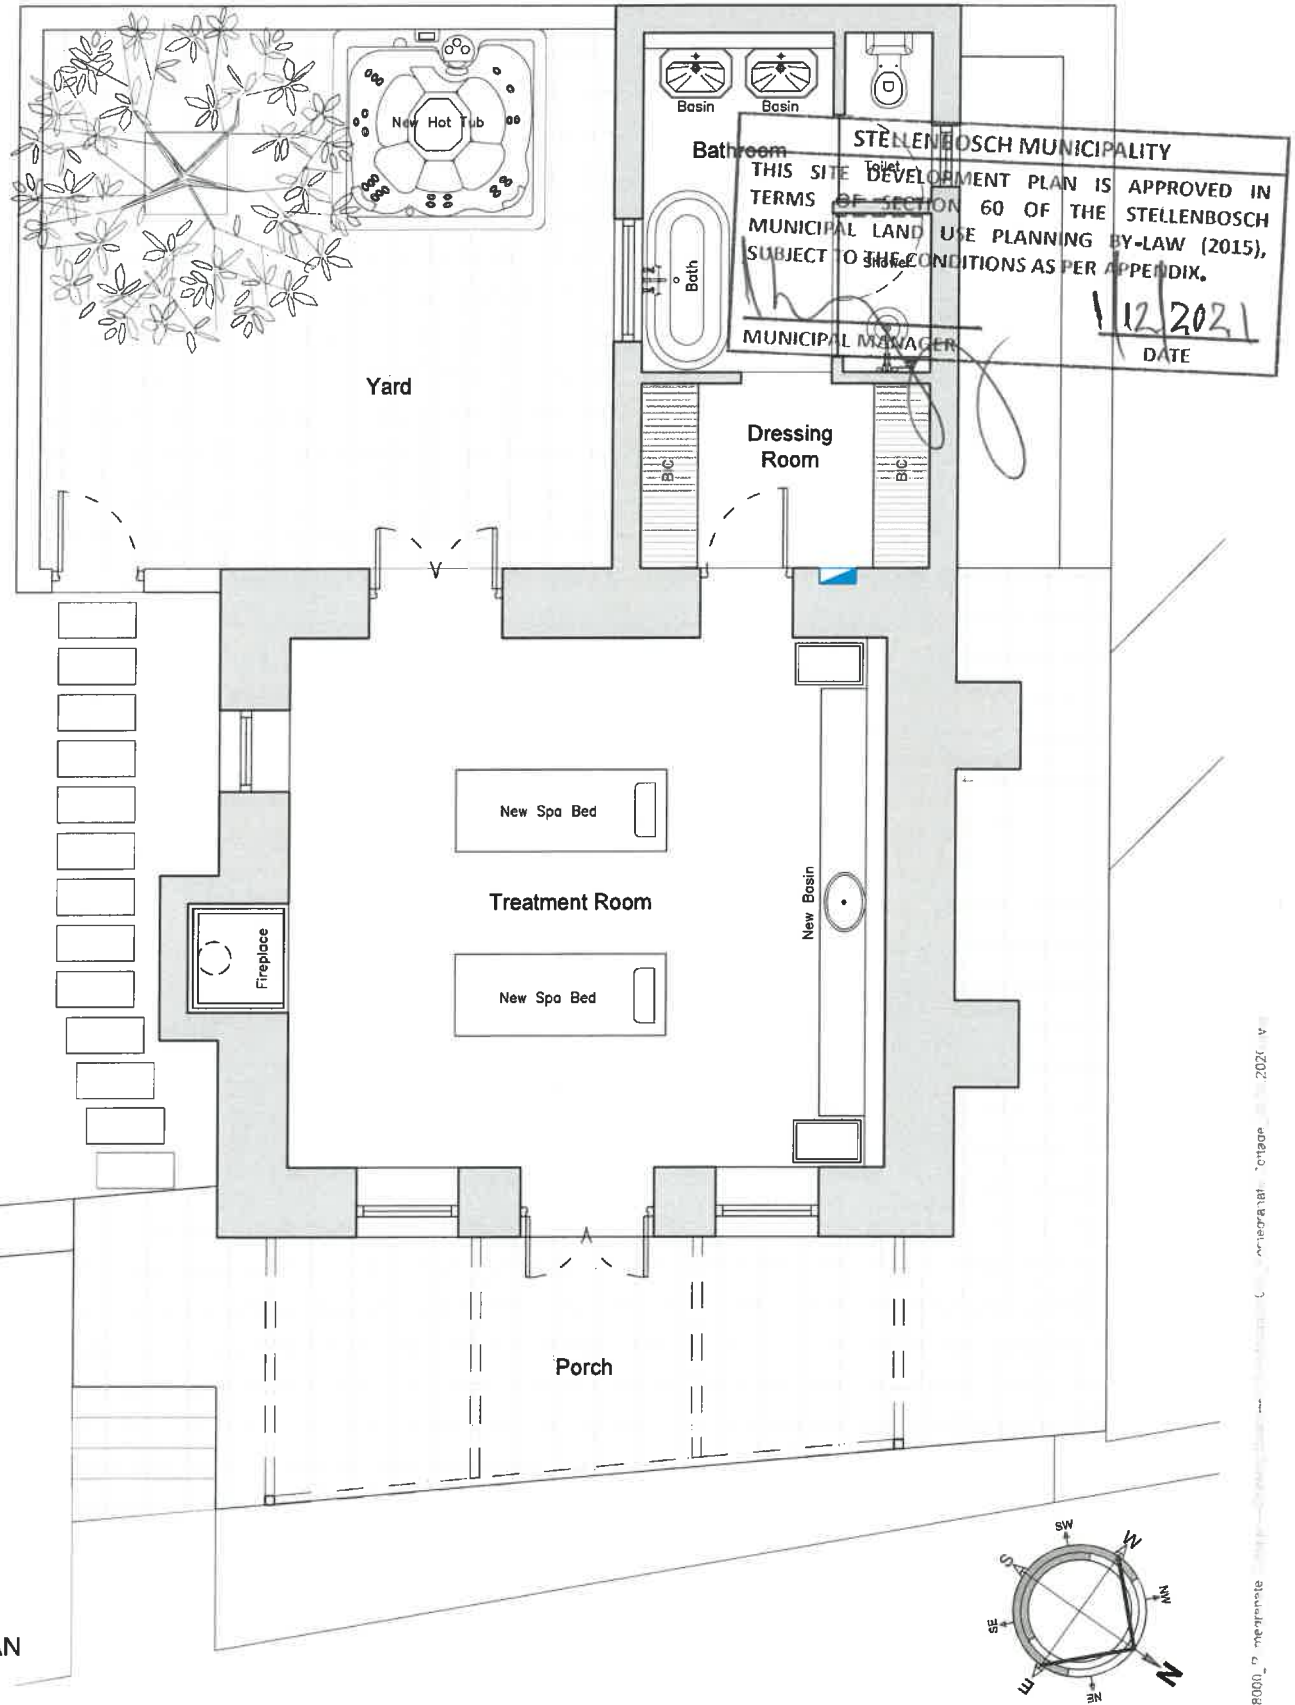 New Hot Tub
Basin
Basin
Bathroom
Toilet
Shower
Bath
STELLENBOSCH MUNICIPALITY
THIS SITE DEVELOPMENT PLAN IS APPROVED IN
TERMS OF SECTION 60 OF THE STELLENBOSCH
MUNICIPAL LAND USE PLANNING BY-LAW (2015),
SUBJECT TO THE CONDITIONS AS PER APPENDIX.
1/12/2021
MUNICIPAL MANAGER
DATE
Yard
Dressing
Room
BIC
BIC
New Spa Bed
Treatment Room
New Basin
Fireplace
New Spa Bed
Porch
SW
W
S
NW
SE
N
E
NE
AN
8000_